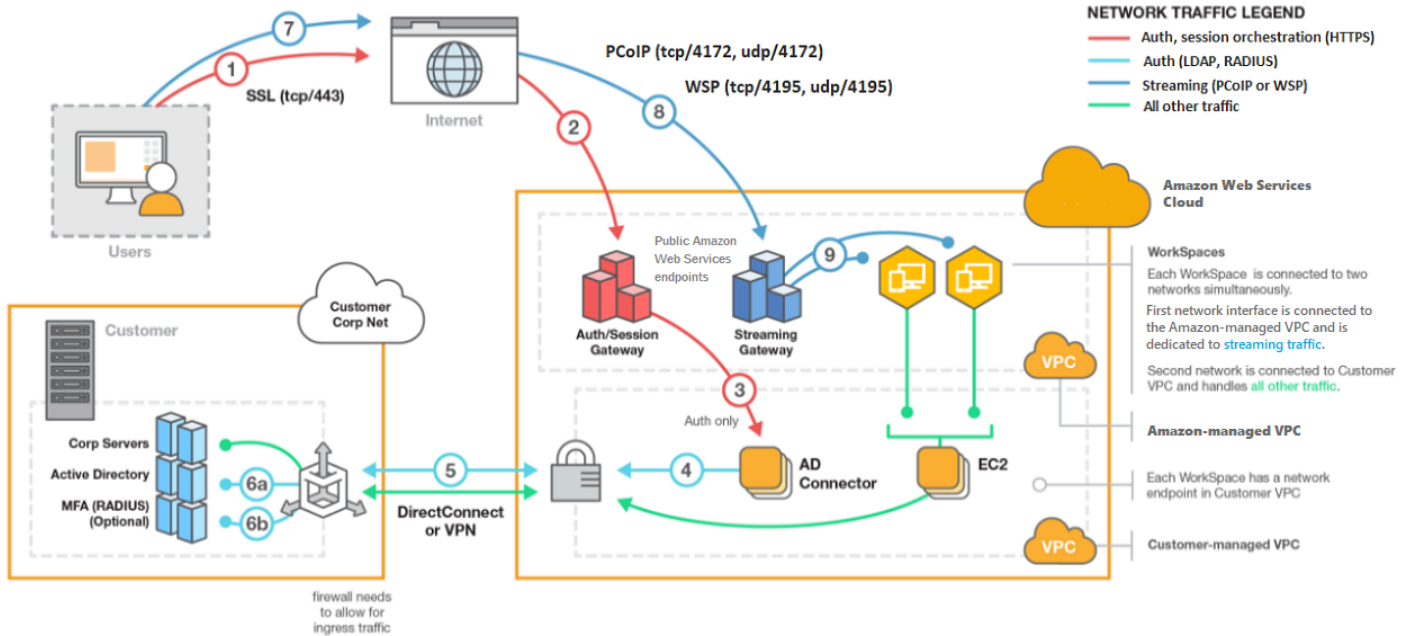 NETWORK TRAFFIC LEGEND
Auth, session orchestration (HTTPS)
Auth (LDAP, RADIUS)
Streaming (PCoIP or WSP)
All other traffic
7
1
SSL (tcp/443)
Internet
PCoIP (tcp/4172, udp/4172)
WSP (tcp/4195, udp/4195)
2
8
Users
Amazon Web Services
Cloud
Public Amazon
Web Services
endpoints
9
Auth/Session
Gateway
Streaming
Gateway
WorkSpaces
Each WorkSpace is connected to two
networks simultaneously.
First network interface is connected to
the Amazon-managed VPC and is
dedicated to streaming traffic.
Second network is connected to Customer
VPC and handles all other traffic.
VPC
Amazon-managed VPC
Customer
Corp Net
Customer
3
Auth only
Corp Servers
Active Directory
MFA (RADIUS)
(Optional)
6a
6b
5
DirectConnect
or VPN
4
AD
Connector
EC2
Each WorkSpace has a network
endpoint in Customer VPC
VPC
Customer-managed VPC
firewall needs
to allow for
ingress traffic